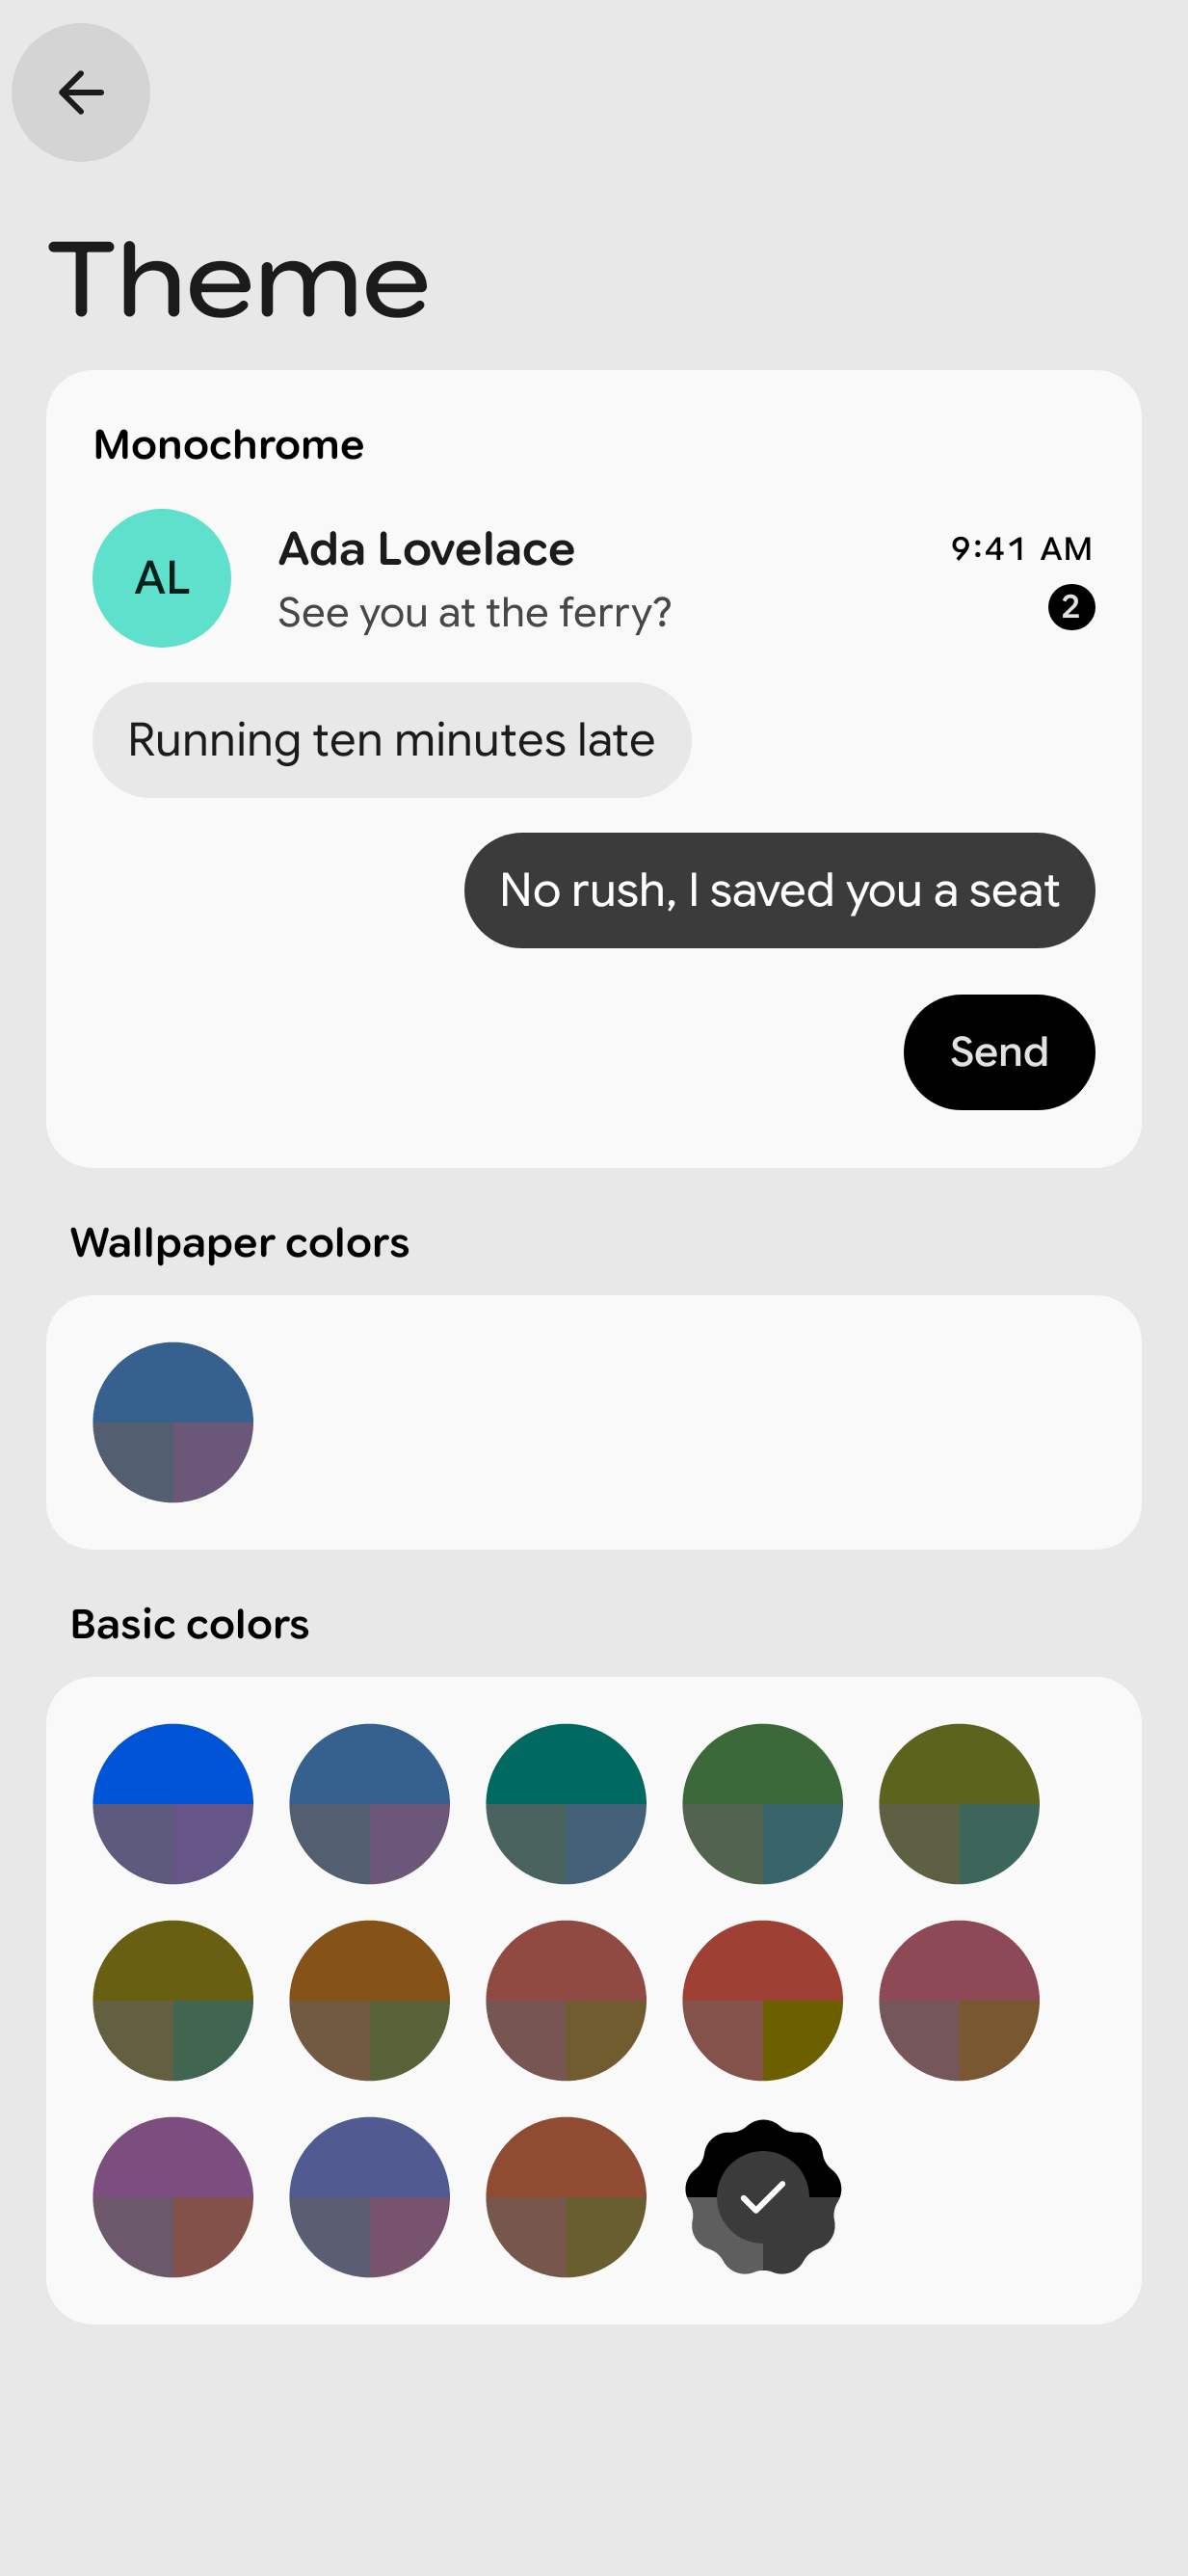 Theme
Monochrome
AL
Ada Lovelace
9:41 AM
See you at the ferry?
2
Running ten minutes late
No rush, I saved you a seat
Send
Wallpaper colors
Basic colors